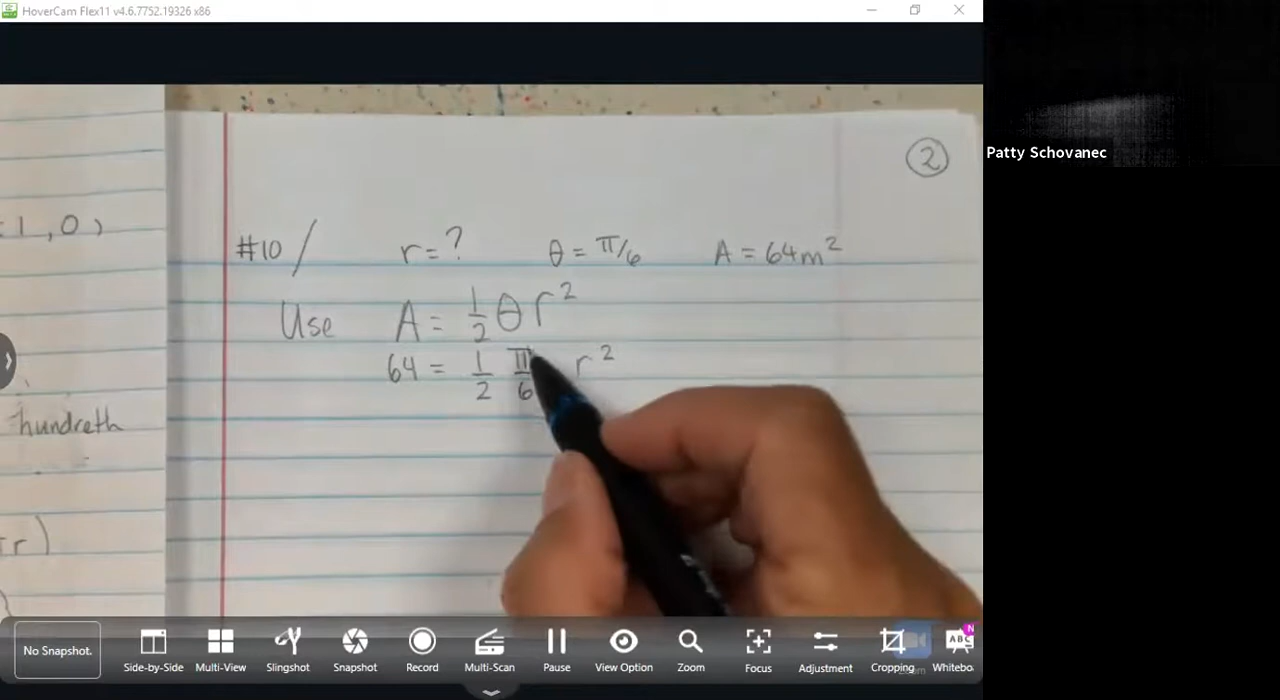 HoverCam Flex11 v4.6.7752.19326 x86
Patty Schovanec
2
1,0)
#10/ r=? θ = π/6 A = 64m²
Use A = 1/2 θ r²
64 = 1/2 π/6 r²
hundreth
r)
No Snapshot.
Side-by-Side Multi-View Slingshot Snapshot Record Multi-Scan Pause View Option Zoom Focus Adjustment Cropping Whiteboa
ABC
N